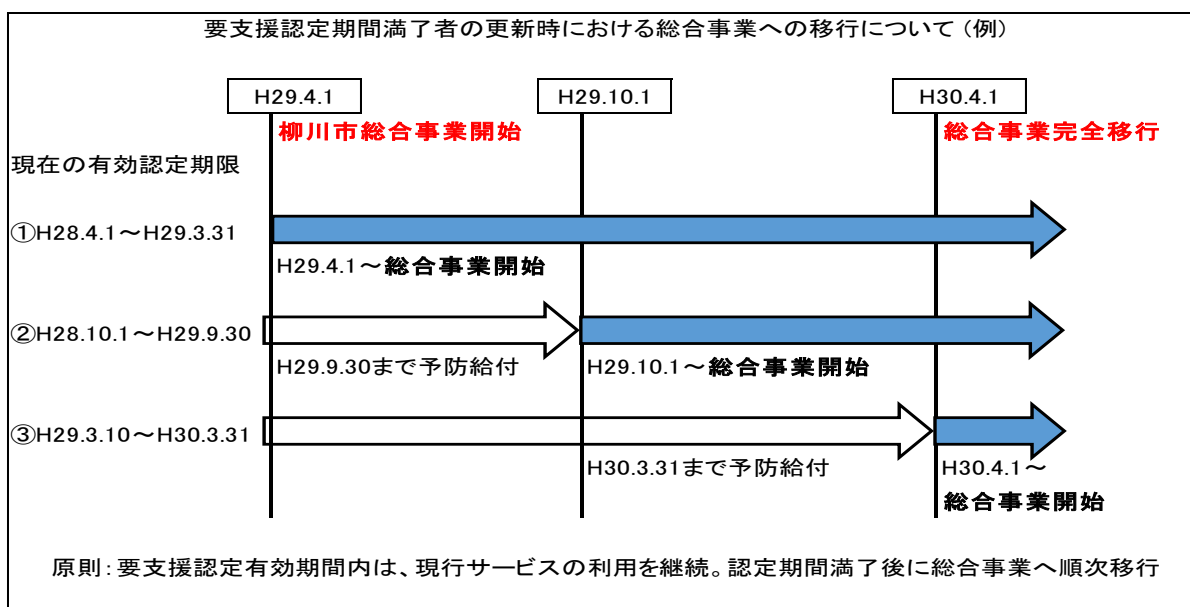 要支援認定期間満了者の更新時における総合事業への移行について（例）
H29.4.1
H29.10.1
H30.4.1
柳川市総合事業開始
総合事業完全移行
現在の有効認定期限
①H28.4.1～H29.3.31
H29.4.1～総合事業開始
②H28.10.1～H29.9.30
H29.9.30まで予防給付
H29.10.1～総合事業開始
③H29.3.10～H30.3.31
H30.3.31まで予防給付
H30.4.1～
総合事業開始
原則：要支援認定有効期間内は、現行サービスの利用を継続。認定期間満了後に総合事業へ順次移行